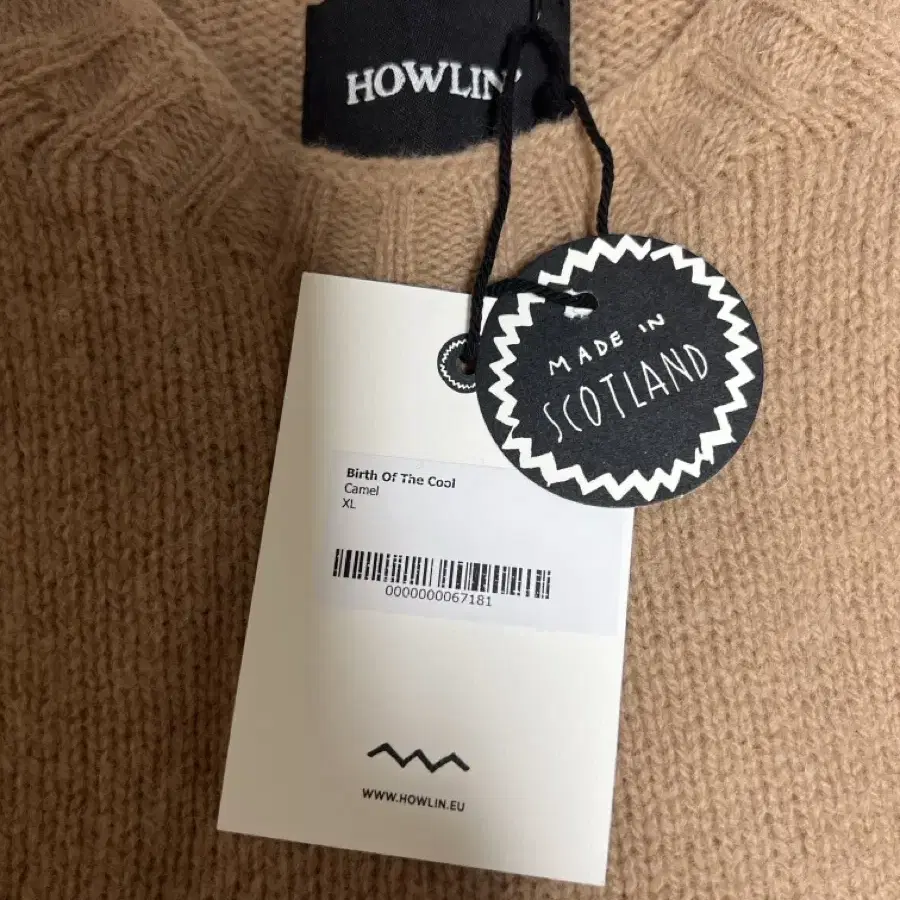 HOWLIN'
MADE IN
SCOTLAND
Birth Of The Cool
Camel
XL
0000000067181
WWW.HOWLIN.EU